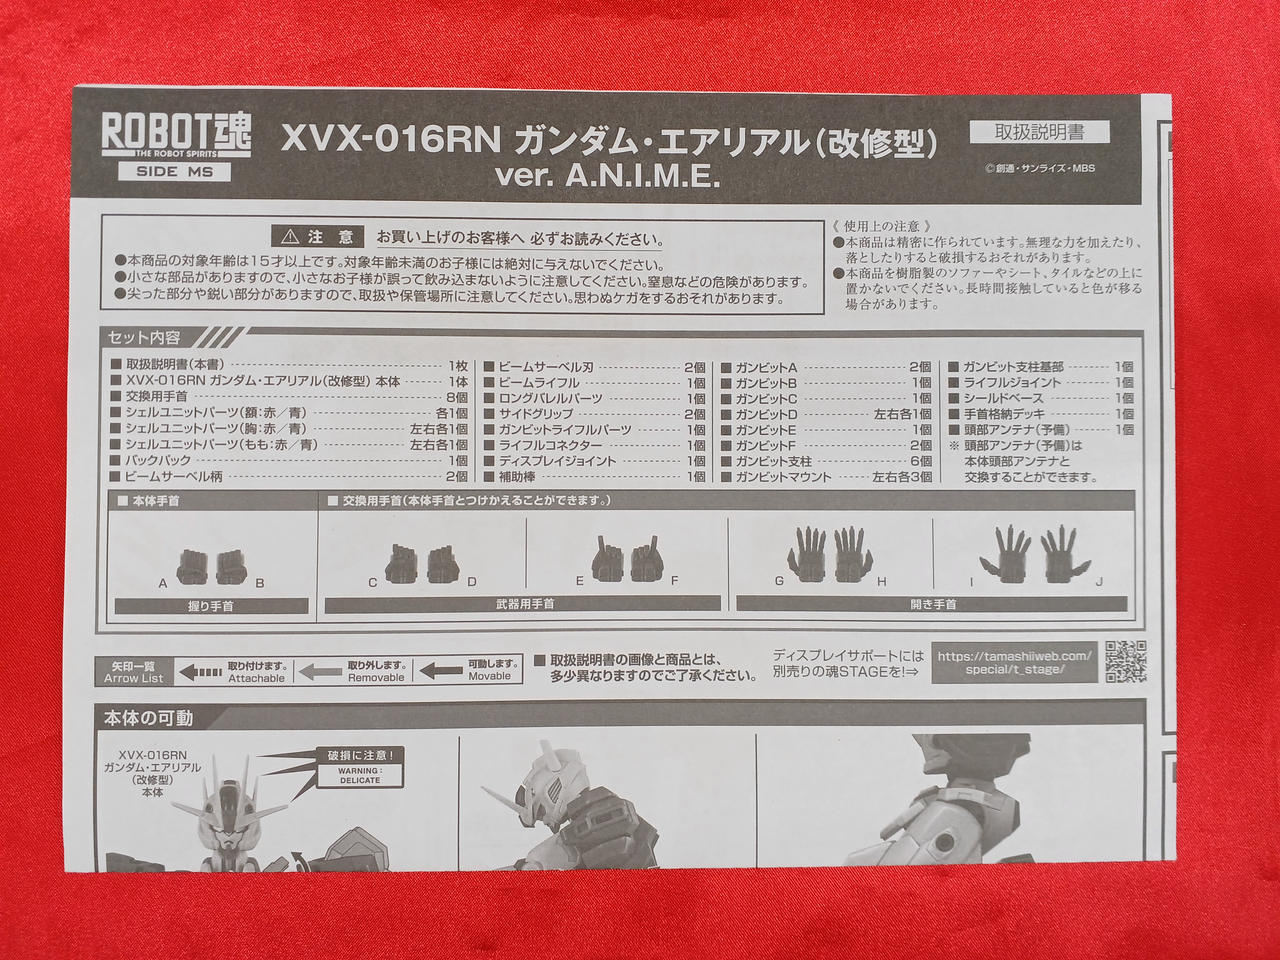 ROBOT魂
THE ROBOT SPIRITS
SIDE MS
XVX-016RN ガンダム・エアリアル(改修型)
ver. A.N.I.M.E.
取扱説明書
©創通・サンライズ・MBS
⚠ 注 意 お買い上げのお客様へ 必ずお読みください。
●本商品の対象年齢は15才以上です。対象年齢未満のお子様には絶対に与えないでください。
●小さな部品がありますので、小さなお子様が誤って飲み込まないように注意してください。窒息などの危険があります。
●尖った部分や鋭い部分がありますので、取扱や保管場所に注意してください。思わぬケガをするおそれがあります。
《 使用上の注意 》
●本商品は精密に作られています。無理な力を加えたり、
落としたりすると破損するおそれがあります。
●本商品を樹脂製のソファーやシート、タイルなどの上に
置かないでください。長時間接触していると色が移る
場合があります。
セット内容
■ 取扱説明書(本書) 1枚
■ XVX-016RN ガンダム・エアリアル(改修型) 本体 1体
■ 交換用手首 8個
■ シェルユニットパーツ(額:赤／青) 各1個
■ シェルユニットパーツ(胸:赤／青) 左右各1個
■ シェルユニットパーツ(もも:赤／青) 左右各1個
■ バックパック 1個
■ ビームサーベル柄 2個
■ ビームサーベル刃 2個
■ ビームライフル 1個
■ ロングバレルパーツ 1個
■ サイドグリップ 2個
■ ガンビットライフルパーツ 1個
■ ライフルコネクター 1個
■ ディスプレイジョイント 1個
■ 補助棒 1個
■ ガンビットA 2個
■ ガンビットB 1個
■ ガンビットC 1個
■ ガンビットD 左右各1個
■ ガンビットE 1個
■ ガンビットF 2個
■ ガンビット支柱 6個
■ ガンビットマウント 左右各3個
■ ガンビット支柱基部 1個
■ ライフルジョイント 1個
■ シールドベース 1個
■ 手首格納デッキ 1個
■ 頭部アンテナ(予備) 1個
※ 頭部アンテナ(予備)は
本体頭部アンテナと
交換することができます。
■ 本体手首
■ 交換用手首(本体手首とつけかえることができます。)
A B C D E F G H I J
握り手首
武器用手首
開き手首
矢印一覧
Arrow List
取り付けます。
Attachable
取り外します。
Removable
可動します。
Movable
■ 取扱説明書の画像と商品とは、
多少異なりますのでご了承ください。
ディスプレイサポートには
別売りの魂STAGEを!⇒
https://tamashiiweb.com/
special/t_stage/
本体の可動
XVX-016RN
ガンダム・エアリアル
(改修型)
本体
破損に注意!
WARNING:
DELICATE